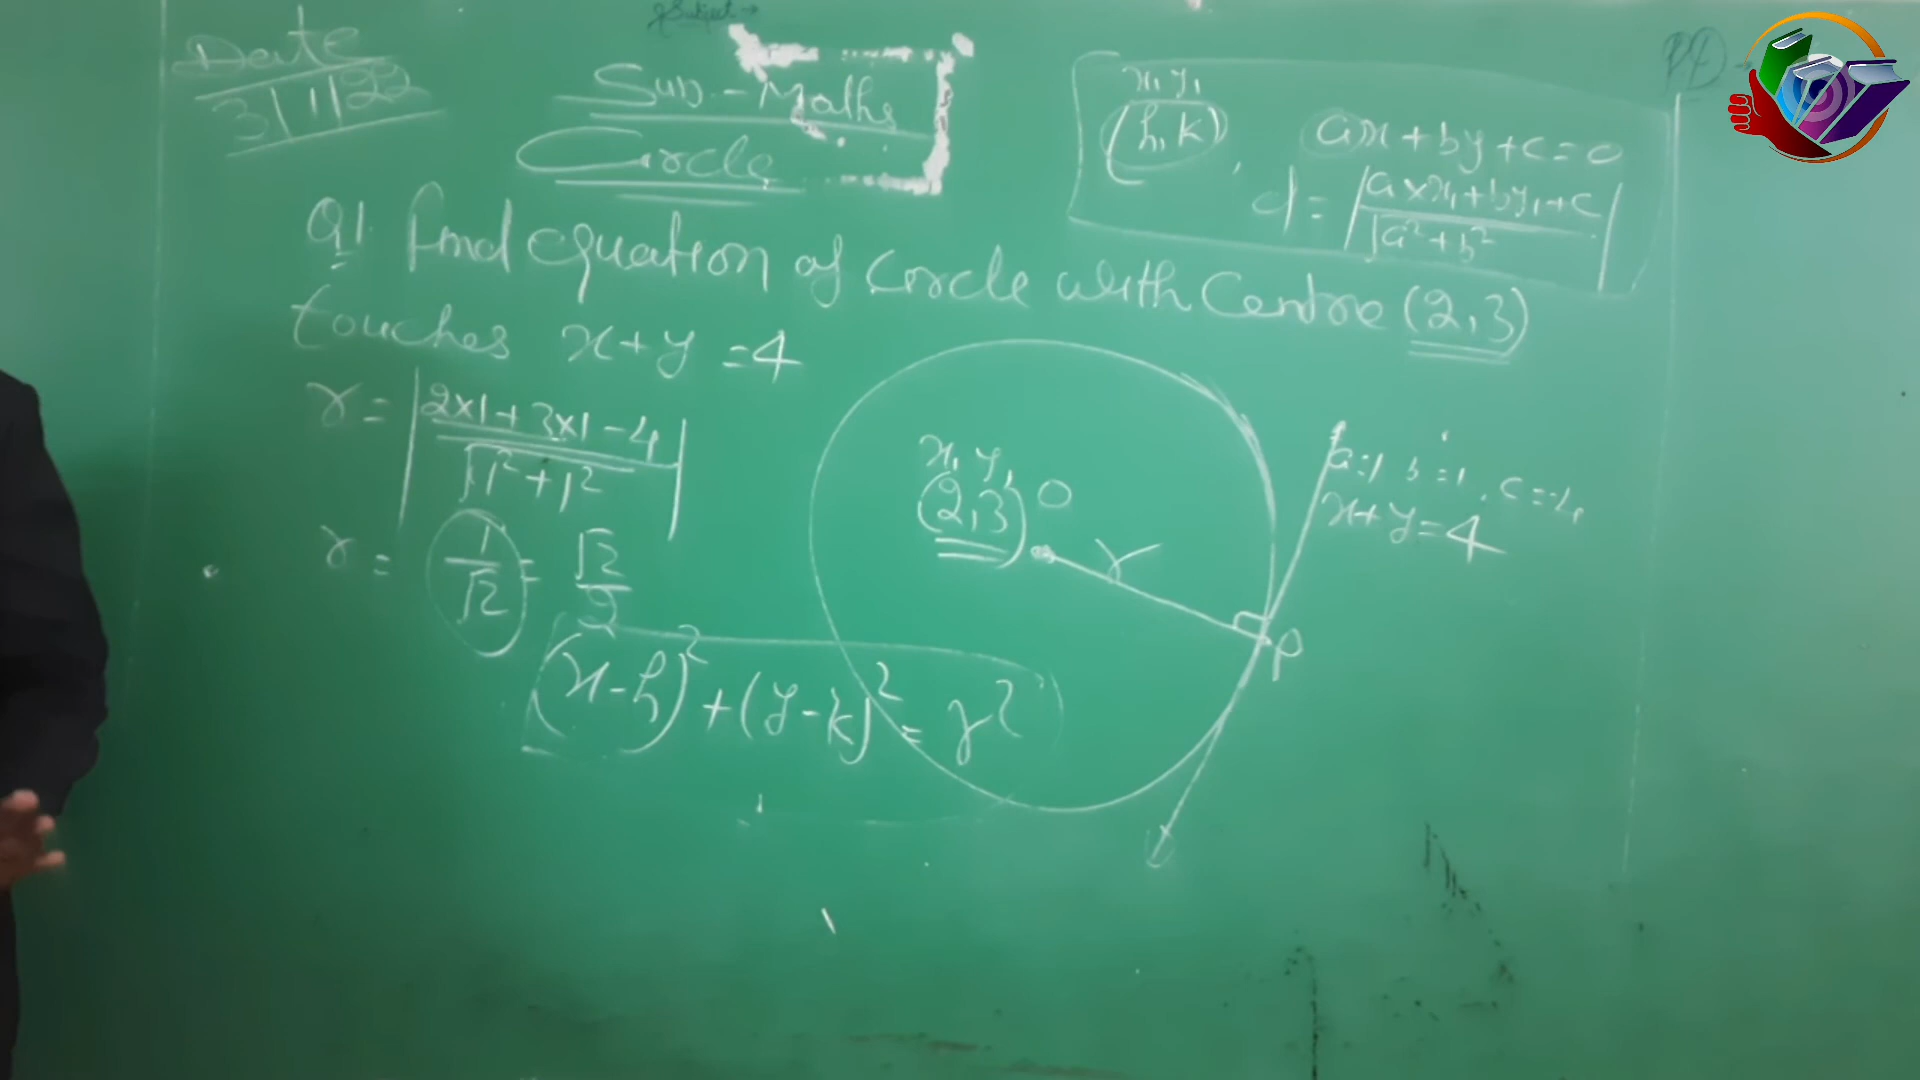 Subject →
Date
3/1/22
Sub - Maths
Circle
x₁ y₁
(h, k) , ax + by + c = 0
d = |a×x₁ + by₁ + c / √a² + b²|
Q1. Find equation of Circle with Centre (2,3)
touches x + y = 4
r = |2×1 + 3×1 - 4 / √1² + 1²|
r = 1/√2 = √2/2
(x - h)² + (y - k)² = r²
x₁ y₁
(2,3) O
r
P
a=1 b=1, c=-4
x + y = 4